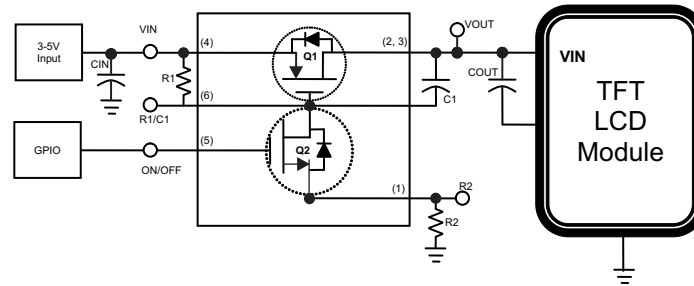 VIN
VOUT
3-5V
Input
CIN
(4)
Q1
(2, 3)
R1
C1
COUT
VIN
TFT
LCD
Module
(6)
R1/C1
GPIO
(5)
ON/OFF
Q2
(1)
R2
R2